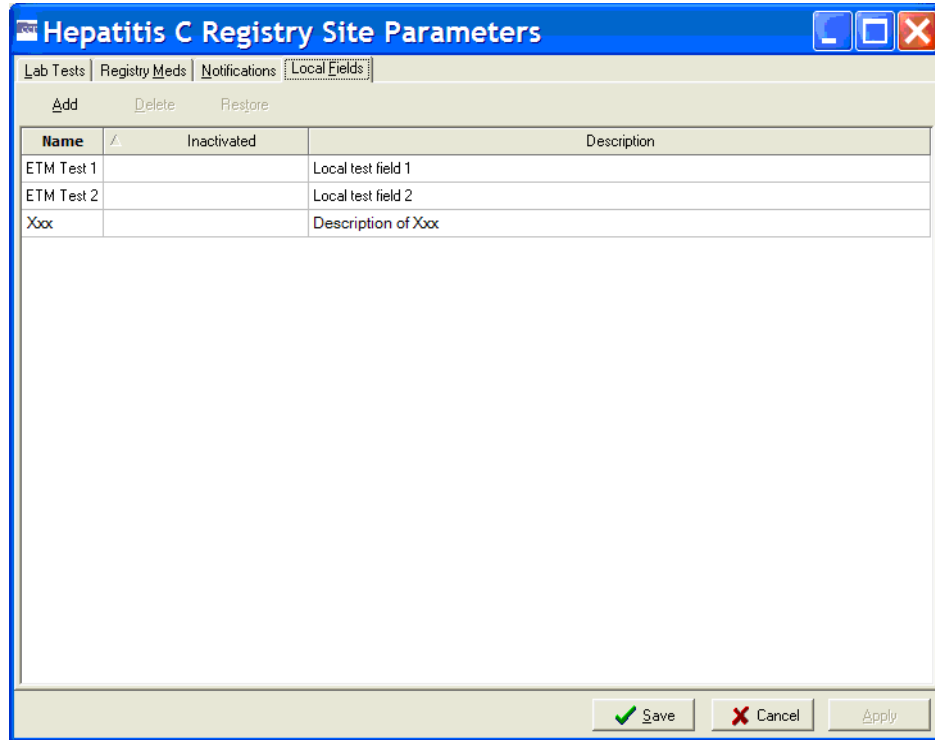 Hepatitis C Registry Site Parameters
Lab Tests Registry Meds Notifications Local Fields
Add Delete Restore
Name Inactivated Description
ETM Test 1 Local test field 1
ETM Test 2 Local test field 2
Xxx Description of Xxx
Save Cancel Apply